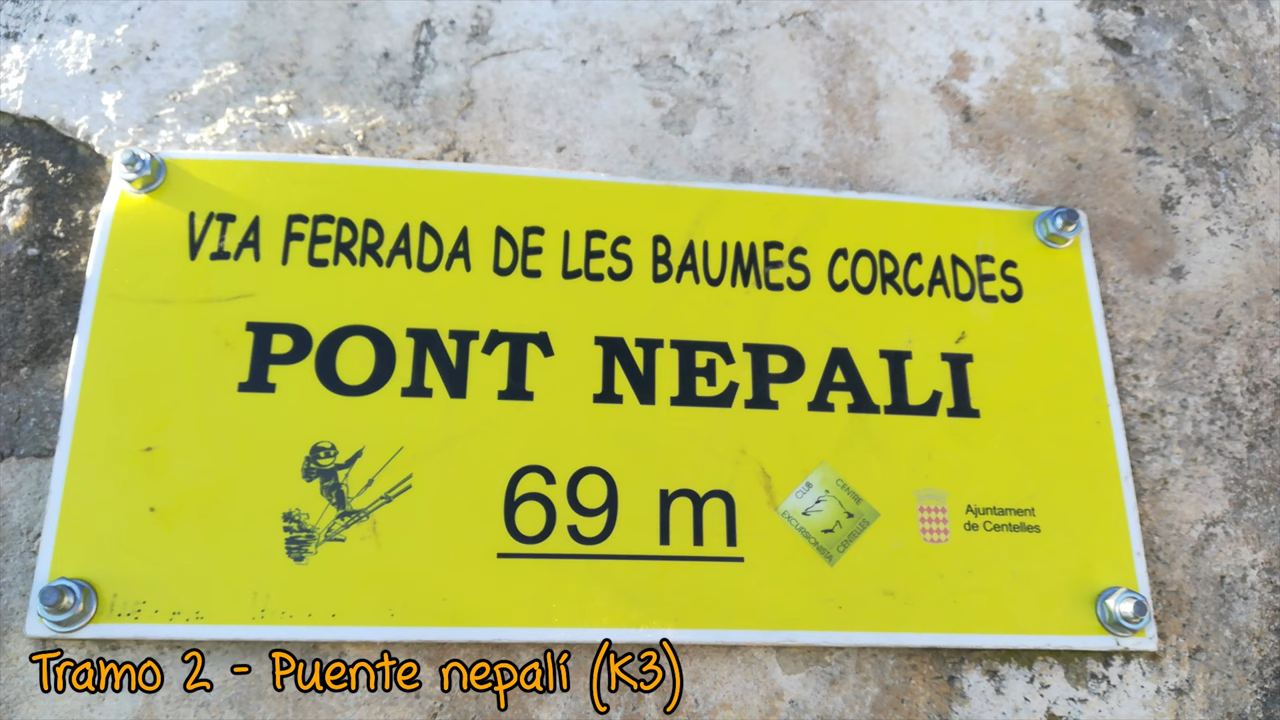 VIA FERRADA DE LES BAUMES CORCADES
PONT NEPALÍ
69 m
CLUB CENTRE
EXCURSIONISTA CENTELLES
Ajuntament
de Centelles
Tramo 2 - Puente nepalí (K3)